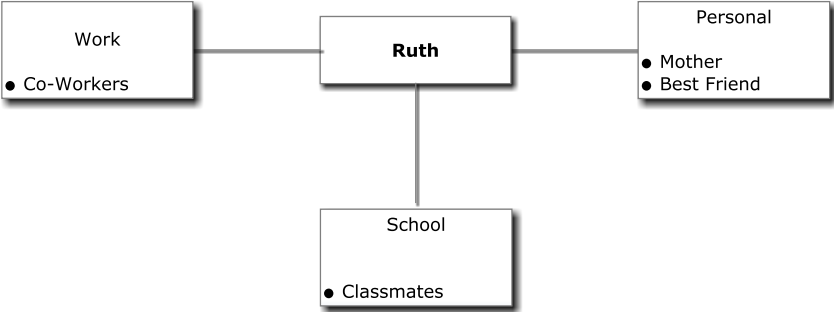 Work
● Co-Workers
Ruth
Personal
● Mother
● Best Friend
School
● Classmates